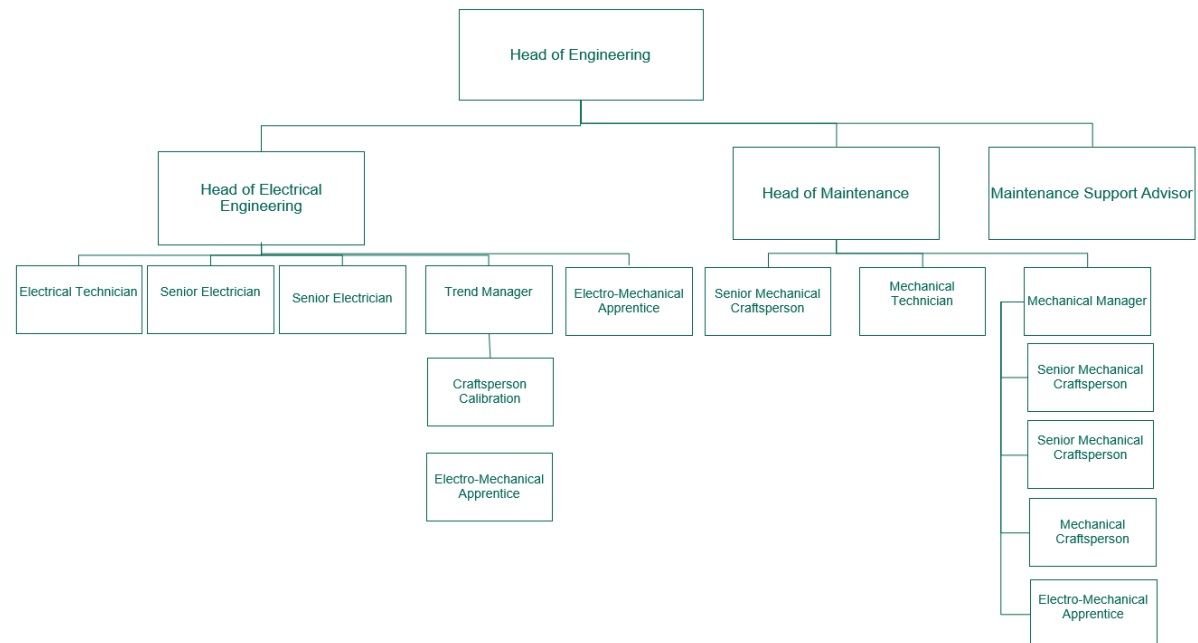 Head of Engineering
Head of Electrical
Engineering
Head of Maintenance
Maintenance Support Advisor
Electrical Technician
Senior Electrician
Senior Electrician
Trend Manager
Electro-Mechanical
Apprentice
Senior Mechanical
Craftsperson
Mechanical
Technician
Mechanical Manager
Craftsperson
Calibration
Electro-Mechanical
Apprentice
Senior Mechanical
Craftsperson
Senior Mechanical
Craftsperson
Mechanical
Craftsperson
Electro-Mechanical
Apprentice